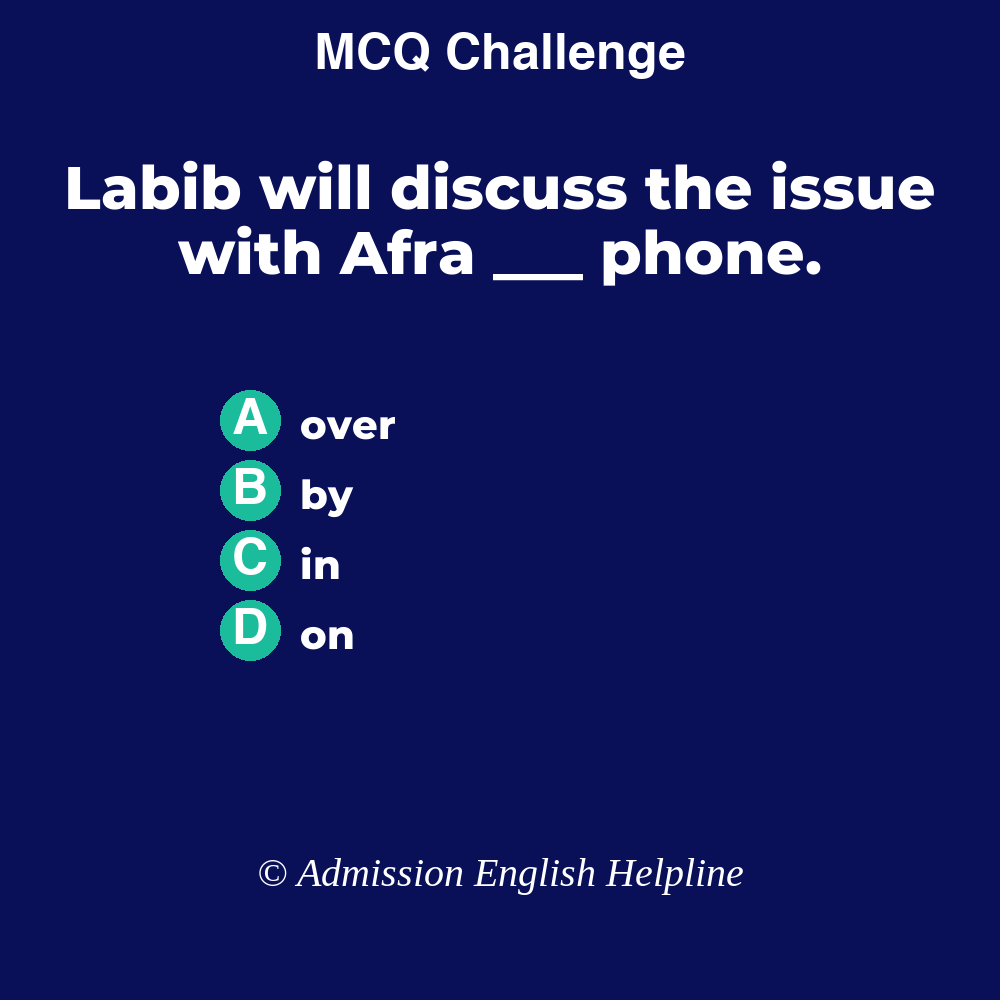 MCQ Challenge
Labib will discuss the issue
with Afra ___ phone.
A over
B by
C in
D on
© Admission English Helpline